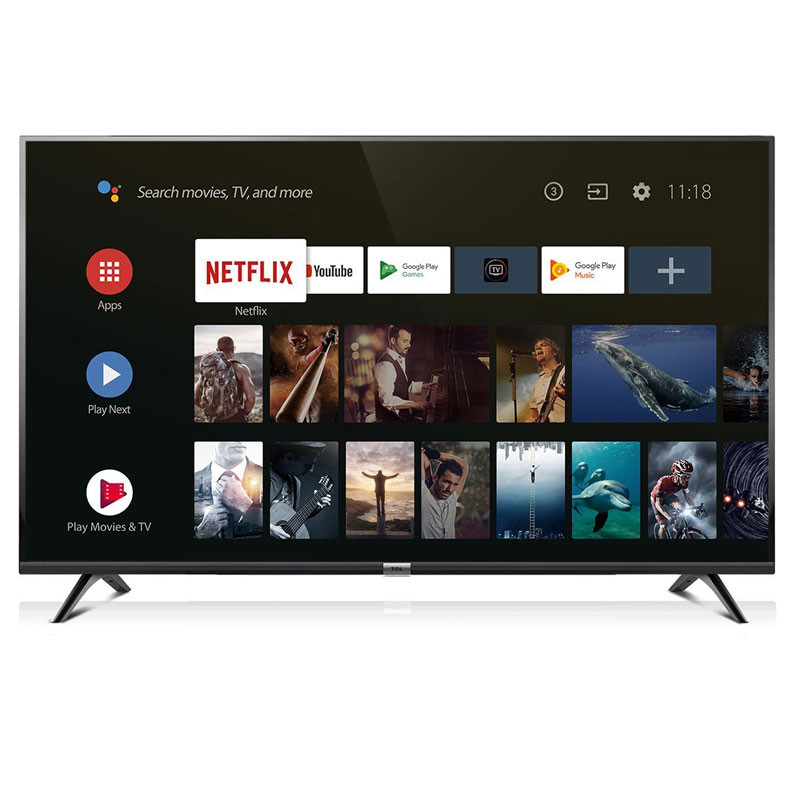 Search movies, TV, and more
3
11:18
NETFLIX
YouTube
Google Play
Games
TV
Google Play
Music
Apps
Netflix
Play Next
Play Movies & TV
TCL